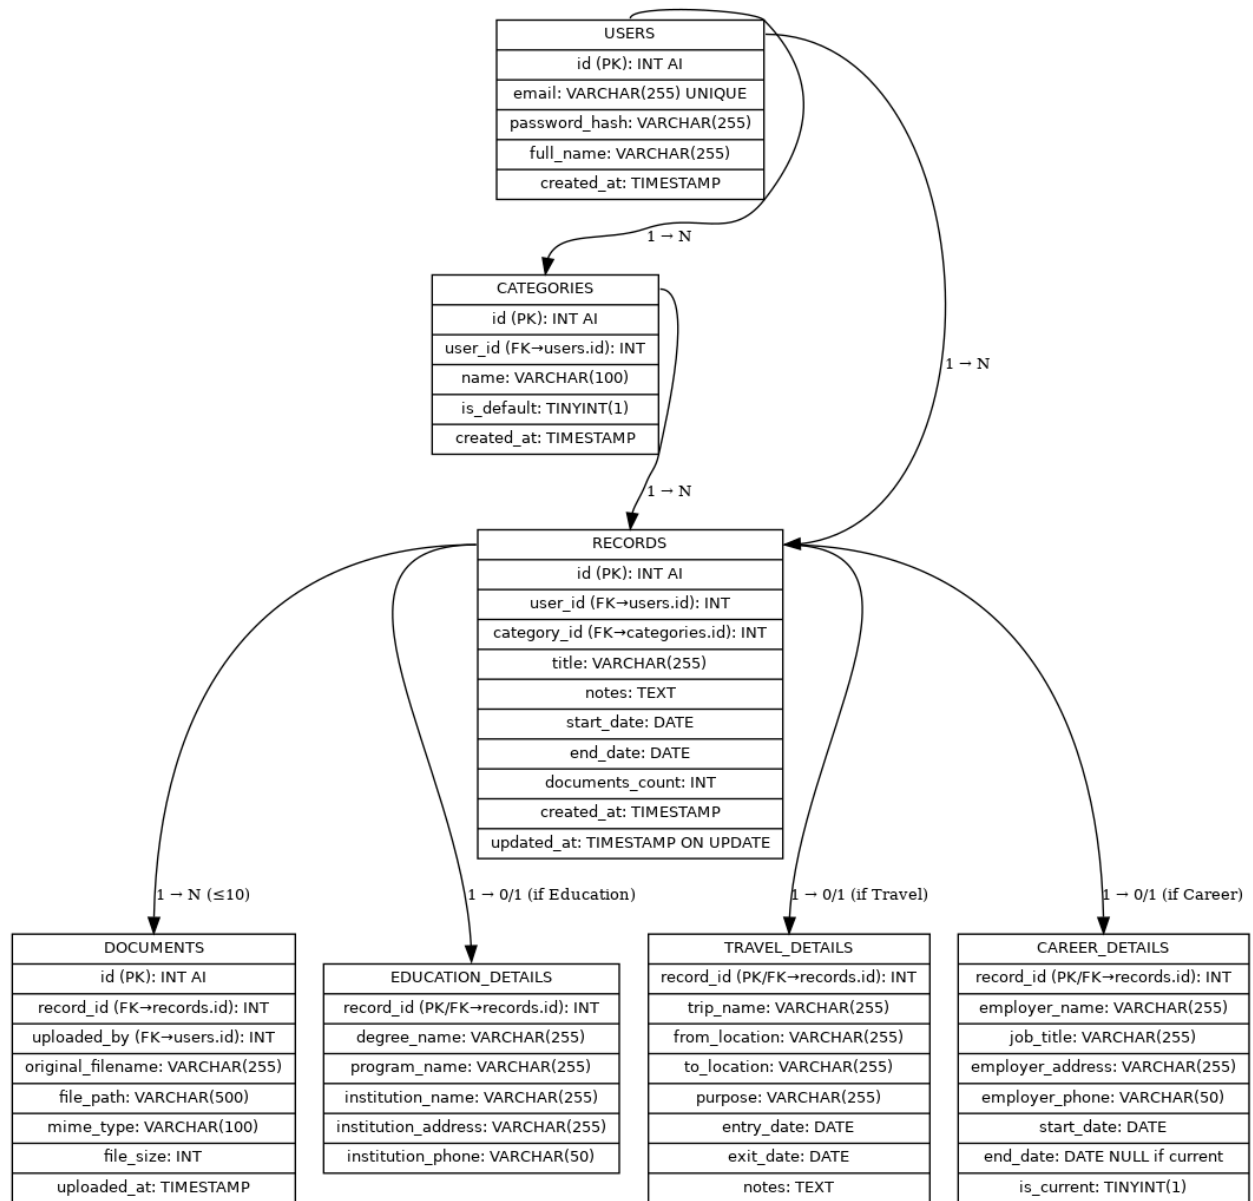 USERS
id (PK): INT AI
email: VARCHAR(255) UNIQUE
password_hash: VARCHAR(255)
full_name: VARCHAR(255)
created_at: TIMESTAMP
1 → N
CATEGORIES
id (PK): INT AI
user_id (FK→users.id): INT
name: VARCHAR(100)
is_default: TINYINT(1)
created_at: TIMESTAMP
1 → N
1 → N
RECORDS
id (PK): INT AI
user_id (FK→users.id): INT
category_id (FK→categories.id): INT
title: VARCHAR(255)
notes: TEXT
start_date: DATE
end_date: DATE
documents_count: INT
created_at: TIMESTAMP
updated_at: TIMESTAMP ON UPDATE
1 → N (≤10)
1 → 0/1 (if Education)
1 → 0/1 (if Travel)
1 → 0/1 (if Career)
DOCUMENTS
id (PK): INT AI
record_id (FK→records.id): INT
uploaded_by (FK→users.id): INT
original_filename: VARCHAR(255)
file_path: VARCHAR(500)
mime_type: VARCHAR(100)
file_size: INT
uploaded_at: TIMESTAMP
EDUCATION_DETAILS
record_id (PK/FK→records.id): INT
degree_name: VARCHAR(255)
program_name: VARCHAR(255)
institution_name: VARCHAR(255)
institution_address: VARCHAR(255)
institution_phone: VARCHAR(50)
TRAVEL_DETAILS
record_id (PK/FK→records.id): INT
trip_name: VARCHAR(255)
from_location: VARCHAR(255)
to_location: VARCHAR(255)
purpose: VARCHAR(255)
entry_date: DATE
exit_date: DATE
notes: TEXT
CAREER_DETAILS
record_id (PK/FK→records.id): INT
employer_name: VARCHAR(255)
job_title: VARCHAR(255)
employer_address: VARCHAR(255)
employer_phone: VARCHAR(50)
start_date: DATE
end_date: DATE NULL if current
is_current: TINYINT(1)